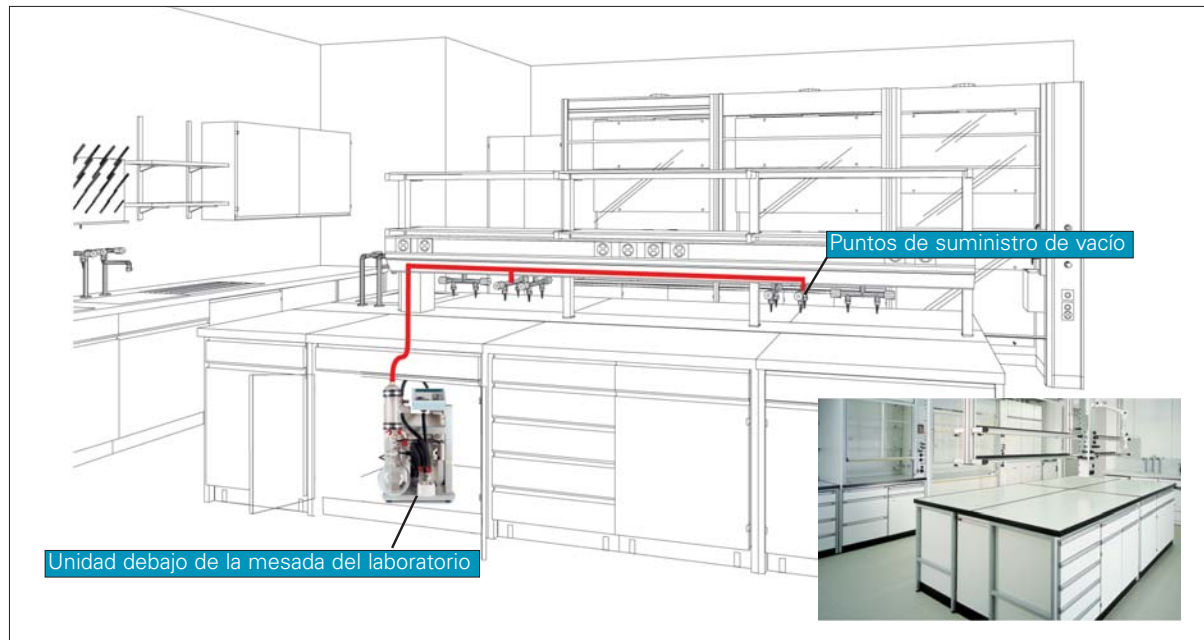 Puntos de suministro de vacío
Unidad debajo de la mesada del laboratorio